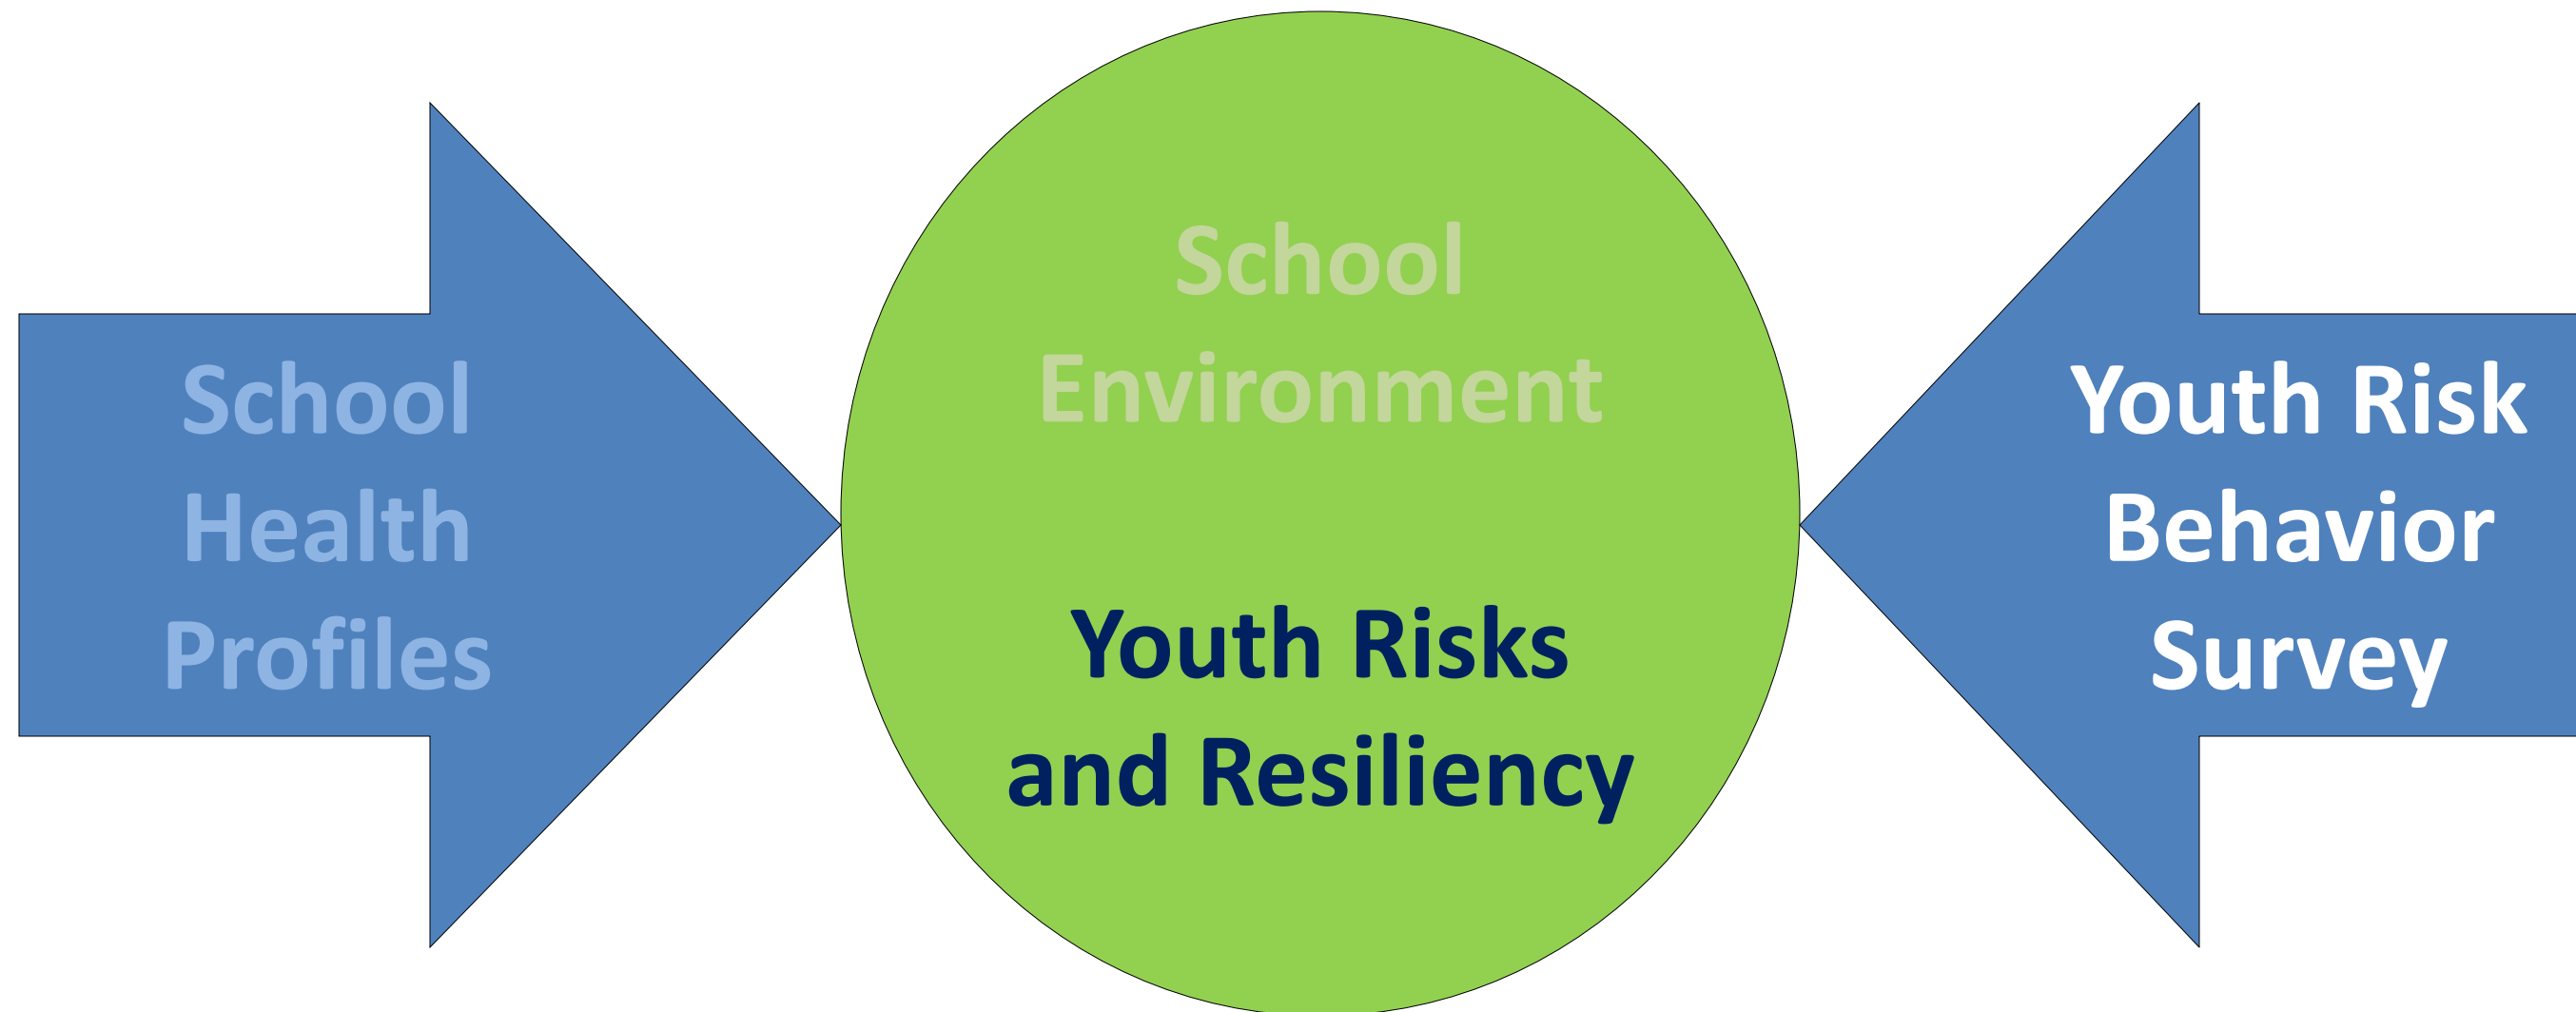 School
Health
Profiles
School
Environment
Youth Risks
and Resiliency
Youth Risk
Behavior
Survey